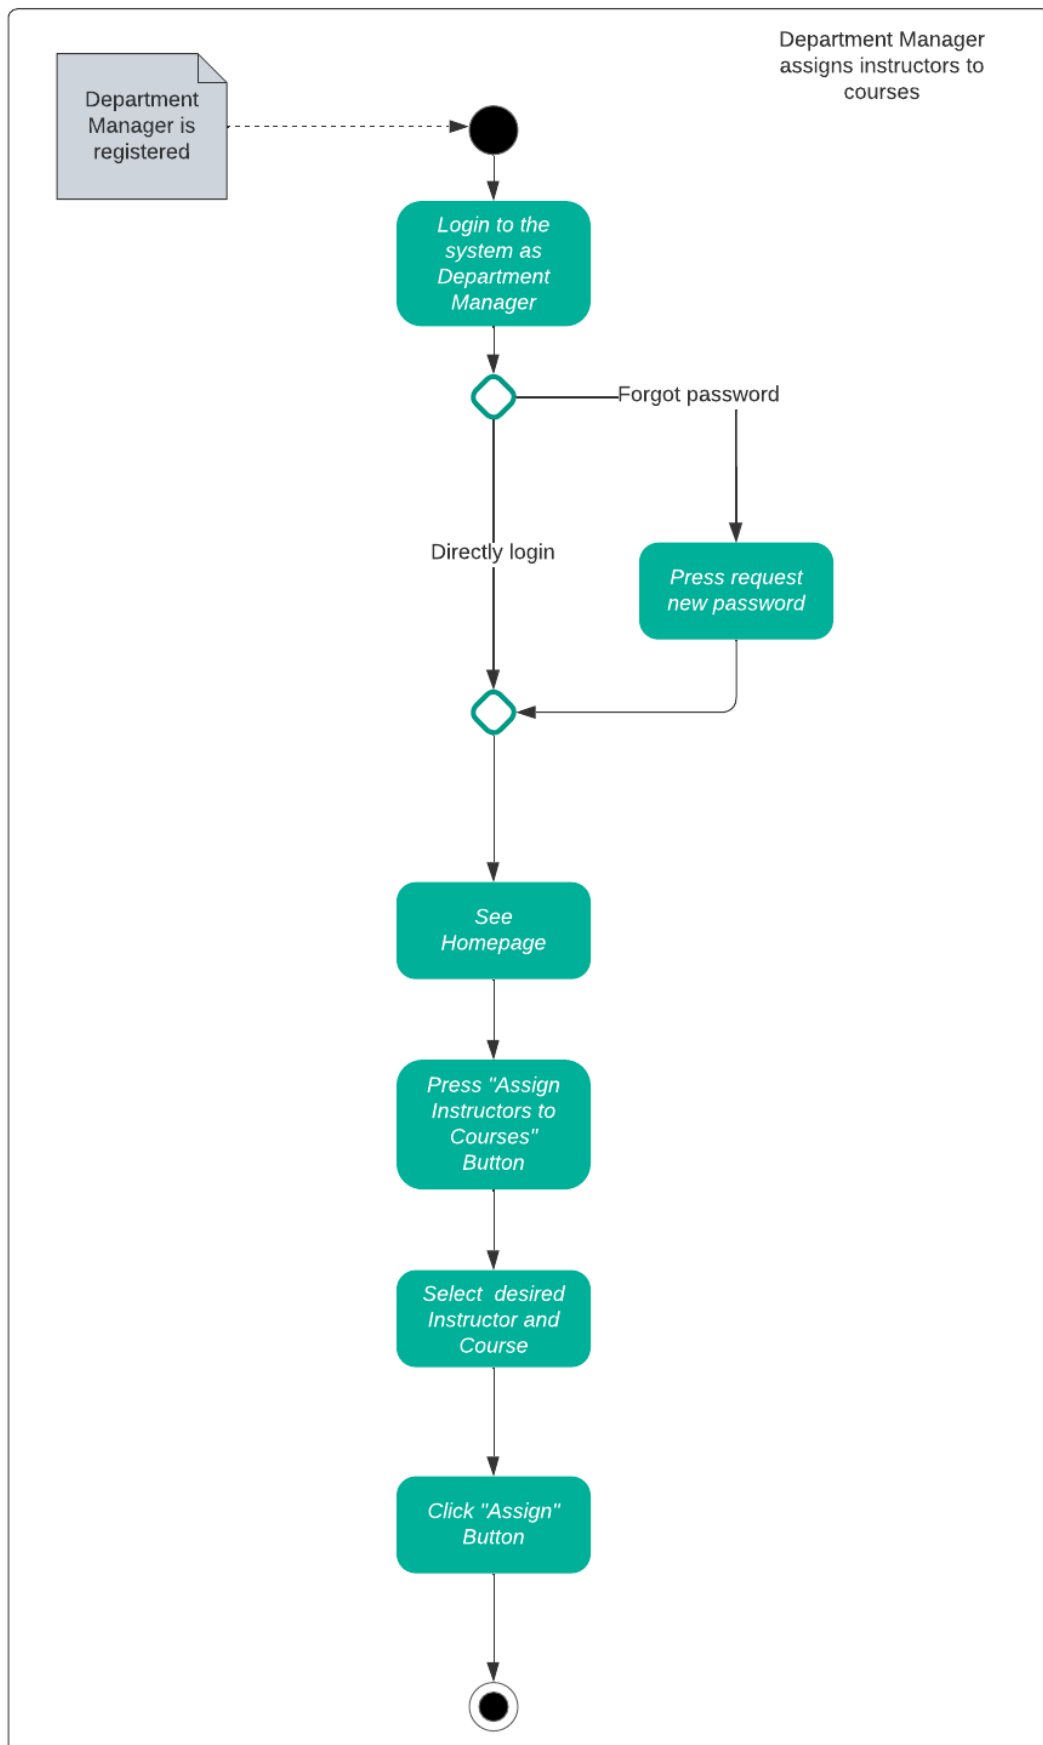 Department Manager
assigns instructors to
courses
Department
Manager is
registered
Login to the
system as
Department
Manager
Forgot password
Directly login
Press request
new password
See
Homepage
Press "Assign
Instructors to
Courses"
Button
Select  desired
Instructor and
Course
Click "Assign"
Button